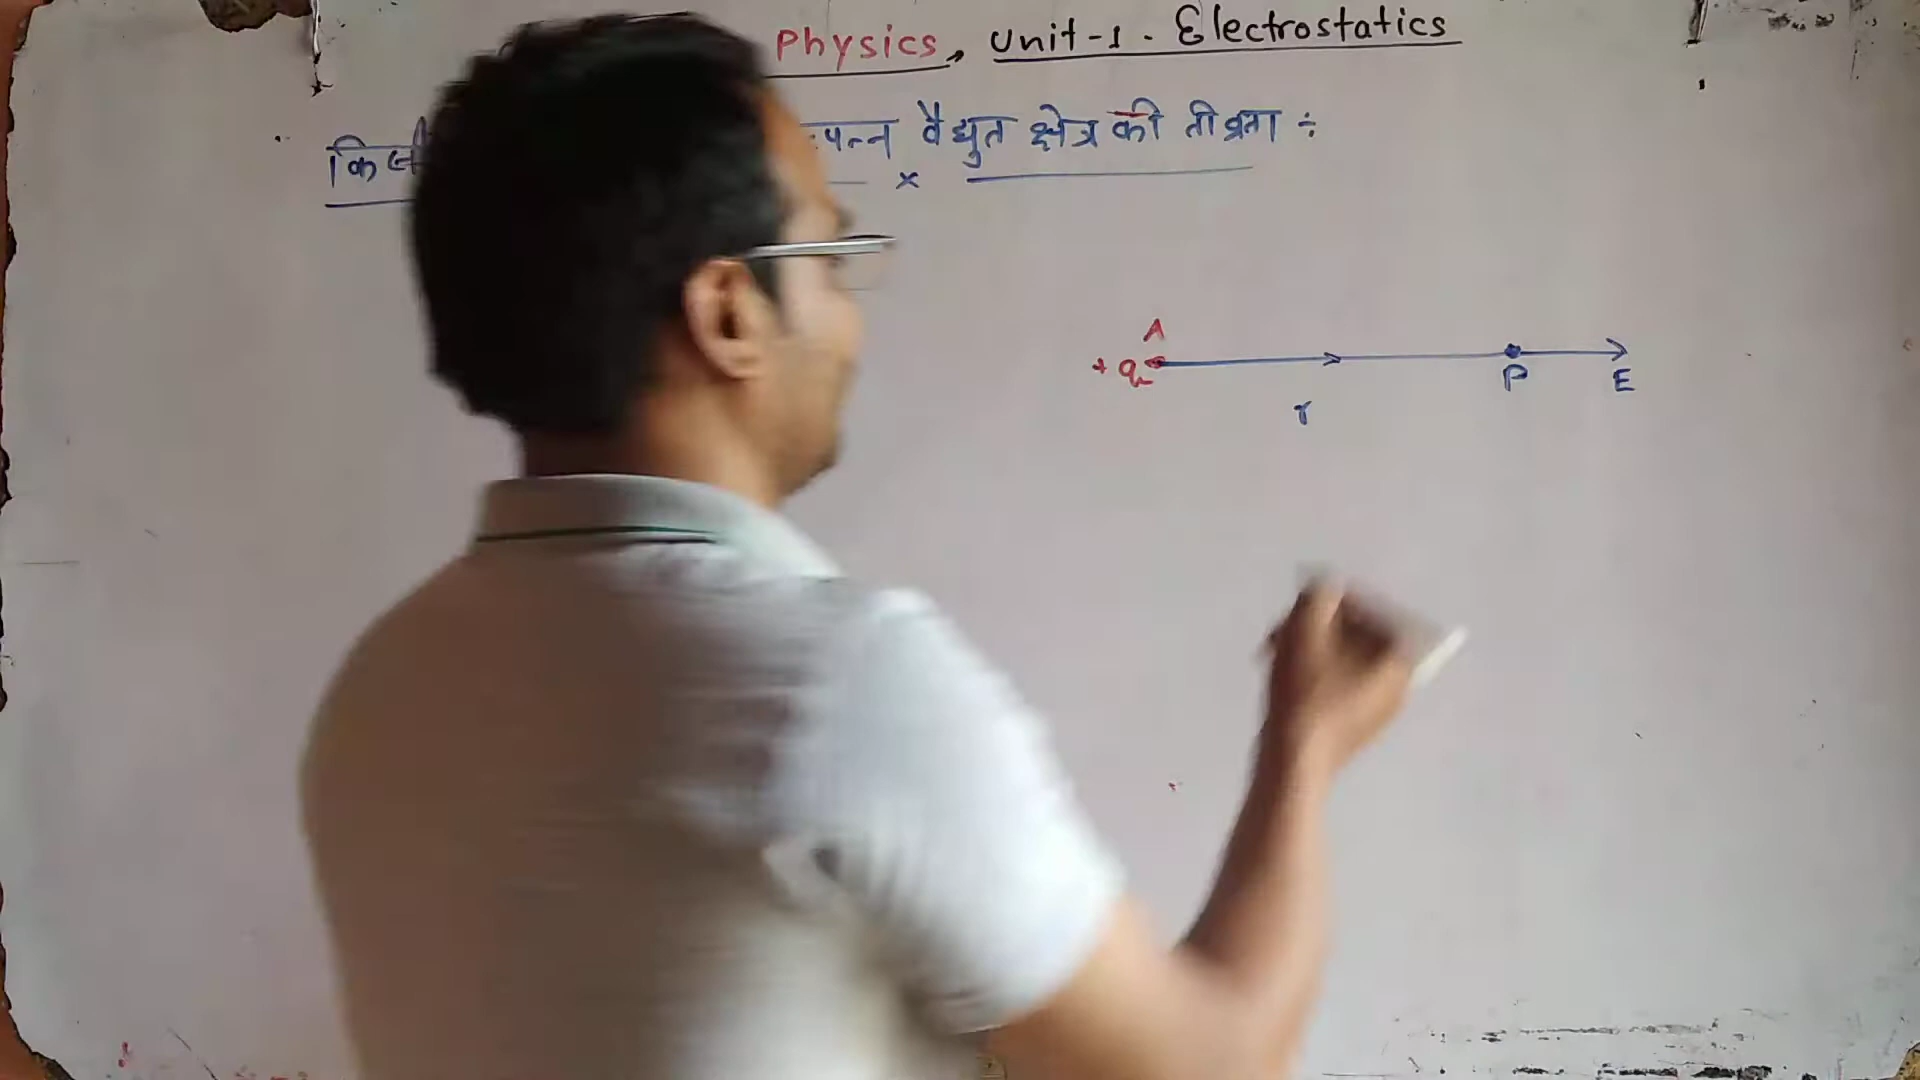 Physics, Unit-1. Electrostatics
वैद्युत क्षेत्र की तीव्रता ÷
×
A
+q
P
E
r